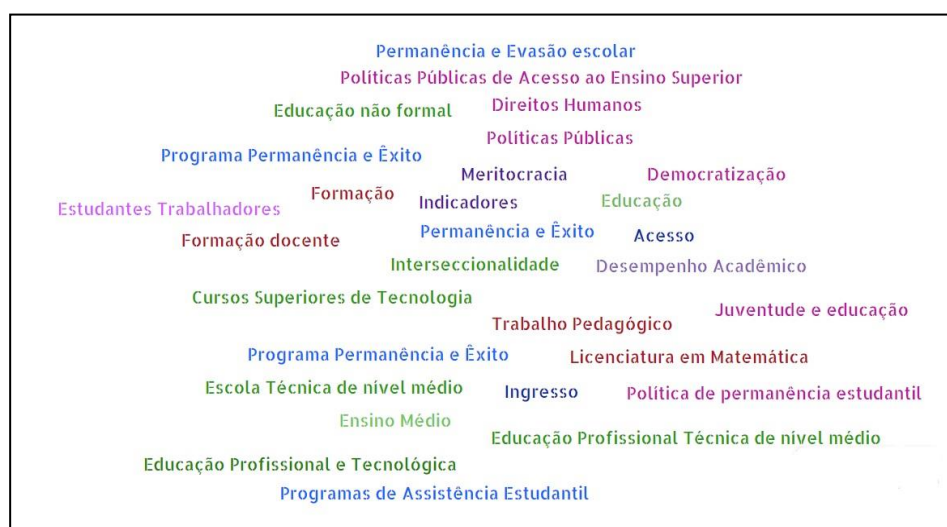 Permanência e Evasão escolar
Políticas Públicas de Acesso ao Ensino Superior
Direitos Humanos
Educação não formal
Políticas Públicas
Programa Permanência e Êxito
Meritocracia
Democratização
Formação
Indicadores
Educação
Estudantes Trabalhadores
Permanência e Êxito
Acesso
Formação docente
Interseccionalidade
Desempenho Acadêmico
Cursos Superiores de Tecnologia
Juventude e educação
Trabalho Pedagógico
Programa Permanência e Êxito
Licenciatura em Matemática
Escola Técnica de nível médio
Ingresso
Política de permanência estudantil
Ensino Médio
Educação Profissional Técnica de nível médio
Educação Profissional e Tecnológica
Programas de Assistência Estudantil